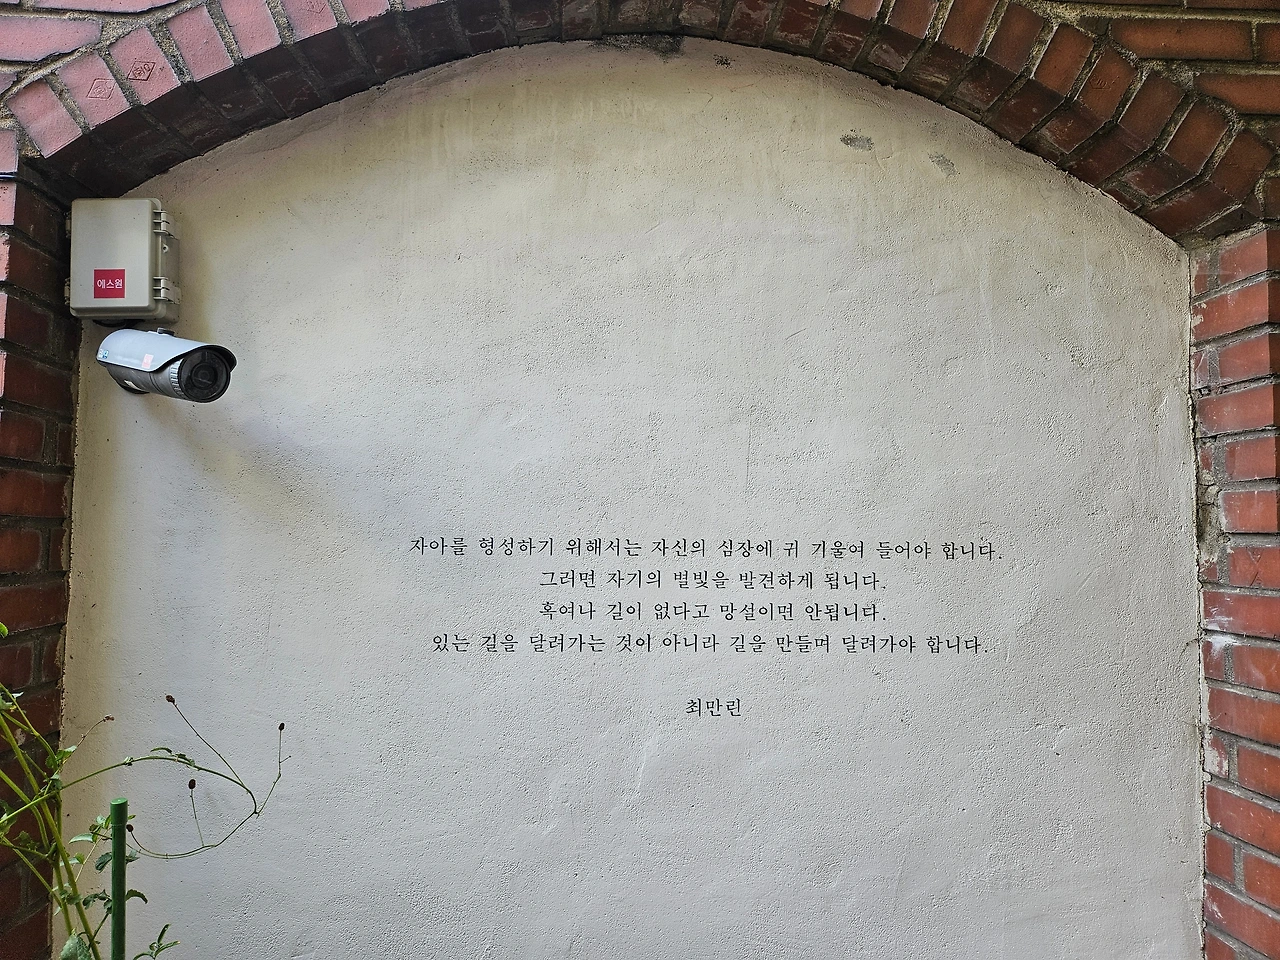 에스원
자아를 형성하기 위해서는 자신의 심장에 귀 기울여 들어야 합니다.
그러면 자기의 별빛을 발견하게 됩니다.
혹여나 길이 없다고 망설이면 안됩니다.
있는 길을 달려가는 것이 아니라 길을 만들며 달려가야 합니다.
최만린